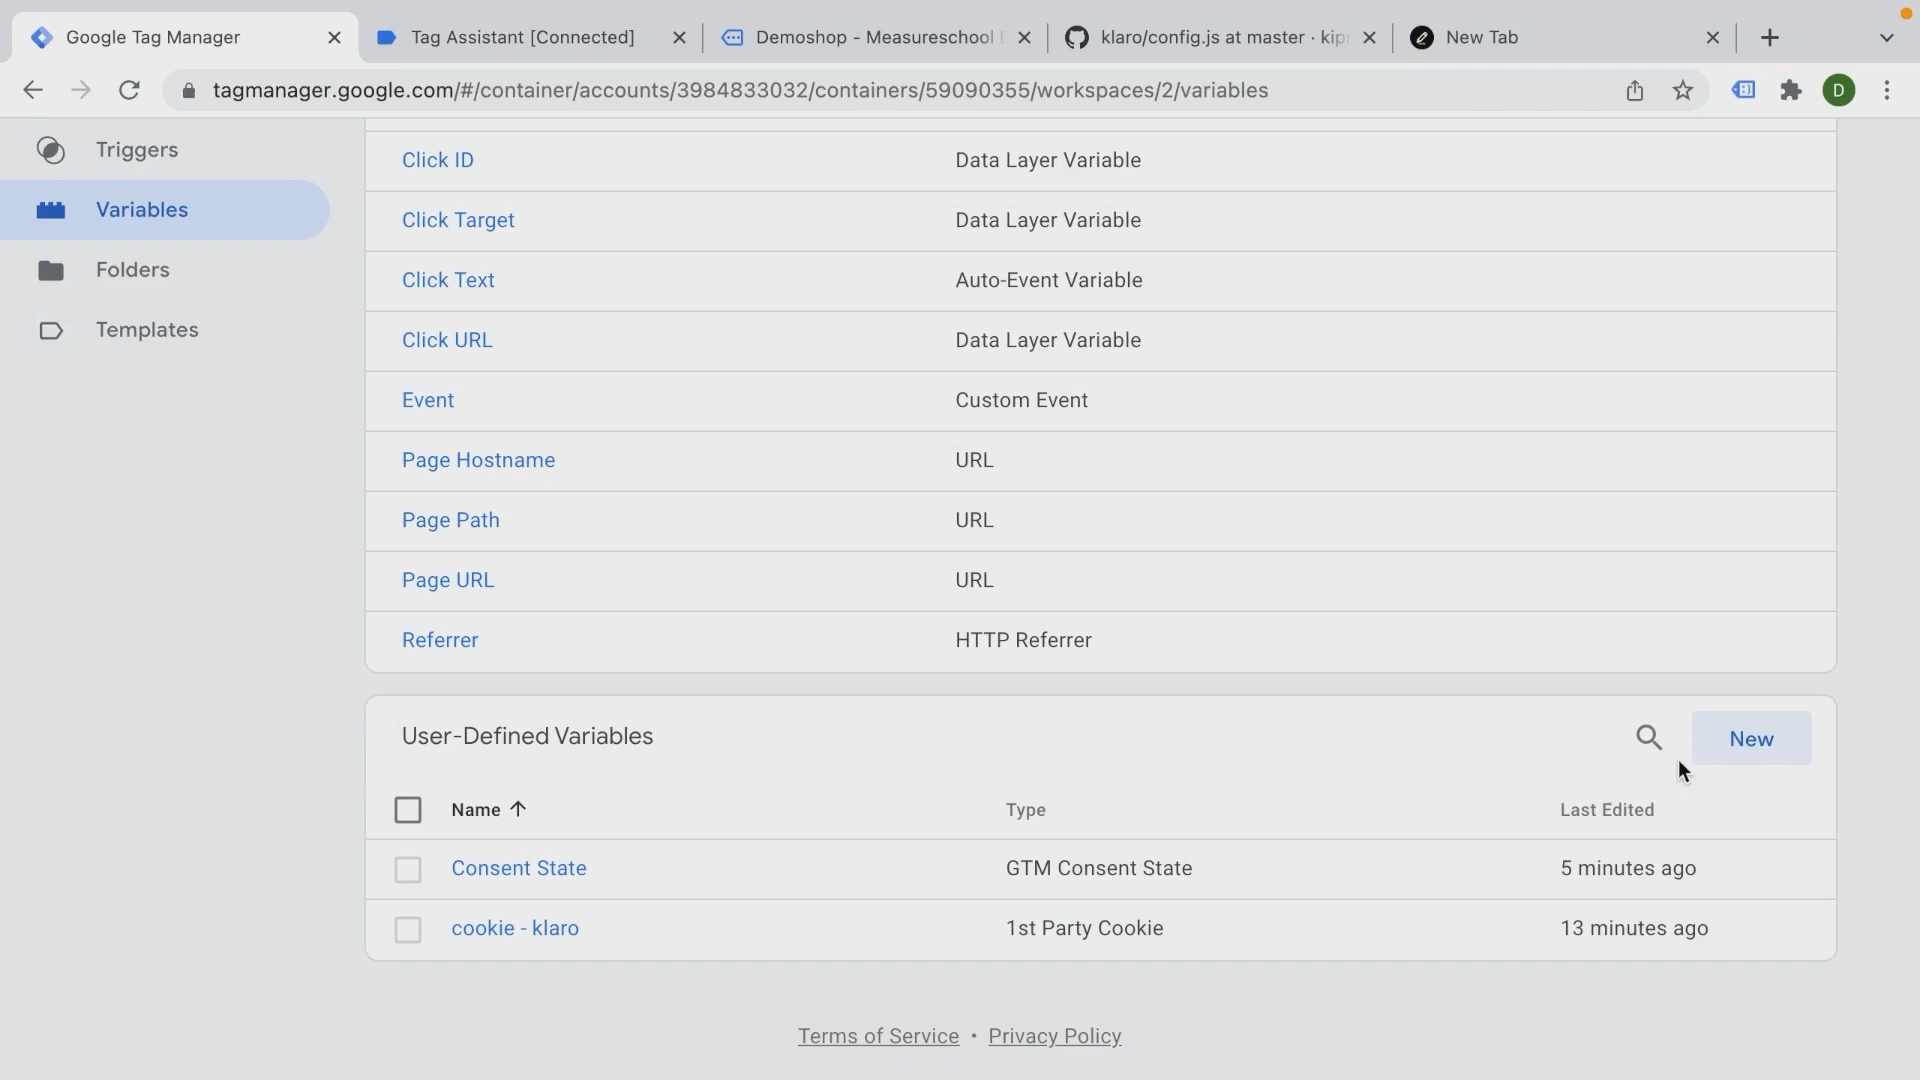 Google Tag Manager
Tag Assistant [Connected]
Demoshop - Measureschool
klaro/config.js at master · kip
New Tab
tagmanager.google.com/#/container/accounts/3984833032/containers/59090355/workspaces/2/variables
D
Triggers
Variables
Folders
Templates
Click ID Data Layer Variable
Click Target Data Layer Variable
Click Text Auto-Event Variable
Click URL Data Layer Variable
Event Custom Event
Page Hostname URL
Page Path URL
Page URL URL
Referrer HTTP Referrer
User-Defined Variables
New
Name Type Last Edited
Consent State GTM Consent State 5 minutes ago
cookie - klaro 1st Party Cookie 13 minutes ago
Terms of Service • Privacy Policy